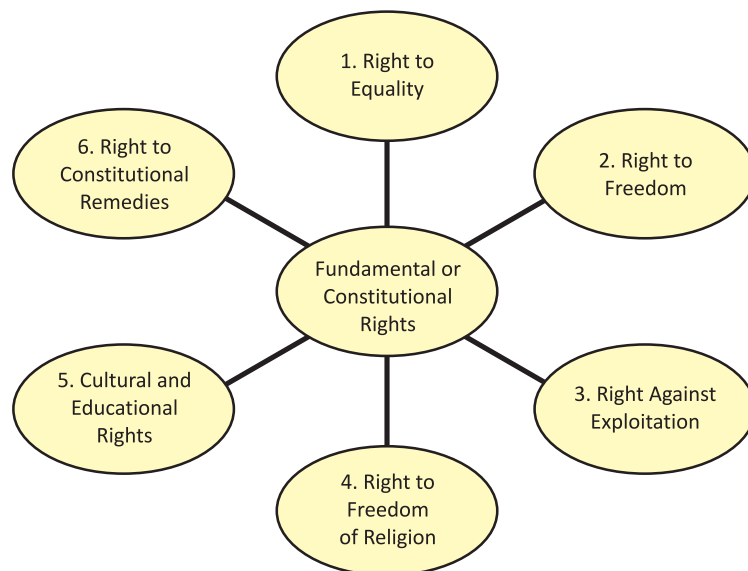 1. Right to
Equality
2. Right to
Freedom
3. Right Against
Exploitation
4. Right to
Freedom
of Religion
5. Cultural and
Educational
Rights
6. Right to
Constitutional
Remedies
Fundamental or
Constitutional
Rights